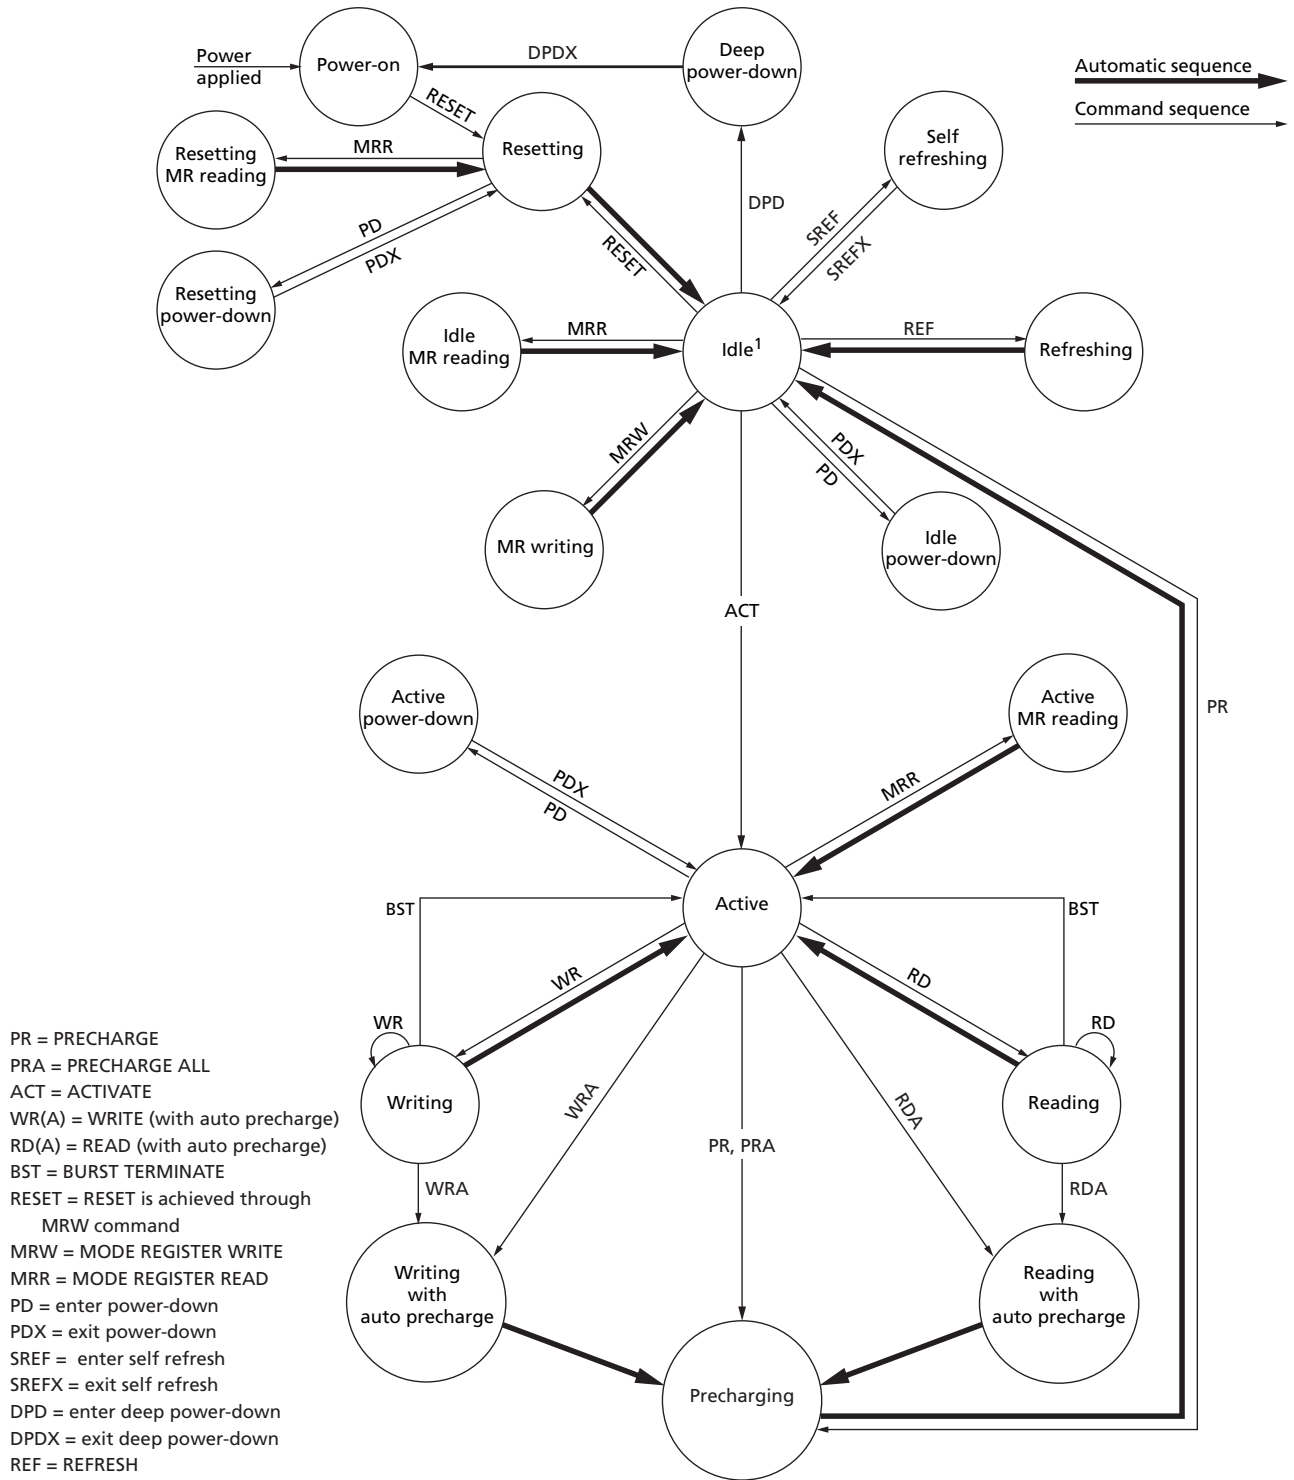 Power
applied
Power-on
DPDX
Deep
power-down
Automatic sequence
Command sequence
RESET
Resetting
MR reading
MRR
Resetting
Self
refreshing
PD
PDX
RESET
DPD
SREF
SREFX
Resetting
power-down
Idle
MR reading
MRR
Idle1
REF
Refreshing
MRW
PDX
PD
MR writing
Idle
power-down
ACT
Active
power-down
Active
MR reading
PR
PDX
PD
MRR
BST
Active
BST
WR
RD
WR
RD
Writing
WRA
RDA
Reading
PR, PRA
WRA
RDA
Writing
with
auto precharge
Reading
with
auto precharge
Precharging
PR = PRECHARGE
PRA = PRECHARGE ALL
ACT = ACTIVATE
WR(A) = WRITE (with auto precharge)
RD(A) = READ (with auto precharge)
BST = BURST TERMINATE
RESET = RESET is achieved through
MRW command
MRW = MODE REGISTER WRITE
MRR = MODE REGISTER READ
PD = enter power-down
PDX = exit power-down
SREF = enter self refresh
SREFX = exit self refresh
DPD = enter deep power-down
DPDX = exit deep power-down
REF = REFRESH